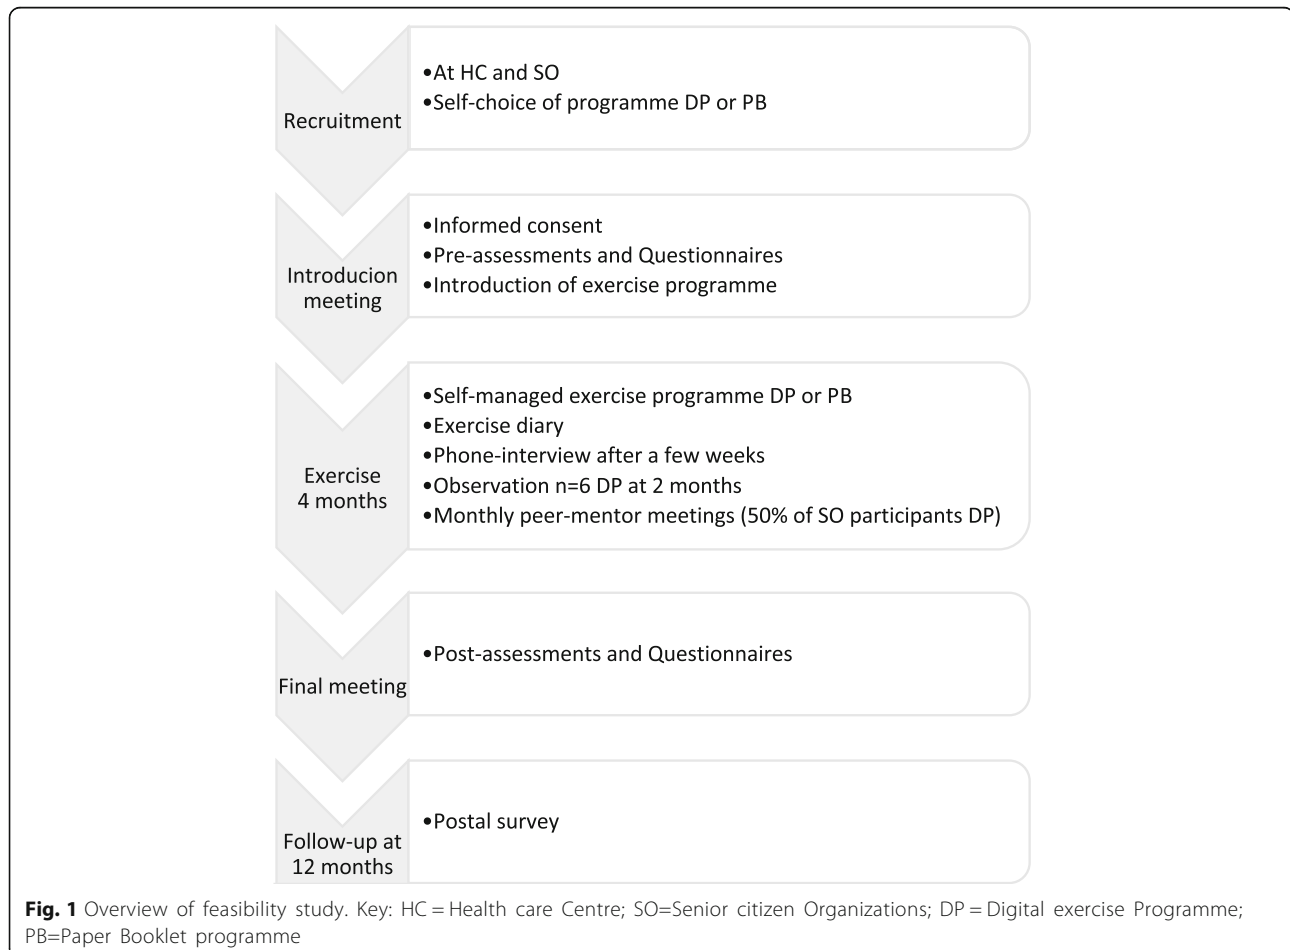 •At HC and SO
•Self-choice of programme DP or PB
Recruitment
•Informed consent
•Pre-assessments and Questionnaires
•Introduction of exercise programme
Introducion
meeting
•Self-managed exercise programme DP or PB
•Exercise diary
•Phone-interview after a few weeks
•Observation n=6 DP at 2 months
•Monthly peer-mentor meetings (50% of SO participants DP)
Exercise
4 months
•Post-assessments and Questionnaires
Final meeting
•Postal survey
Follow-up at
12 months
Fig. 1 Overview of feasibility study. Key: HC = Health care Centre; SO=Senior citizen Organizations; DP = Digital exercise Programme;
PB=Paper Booklet programme